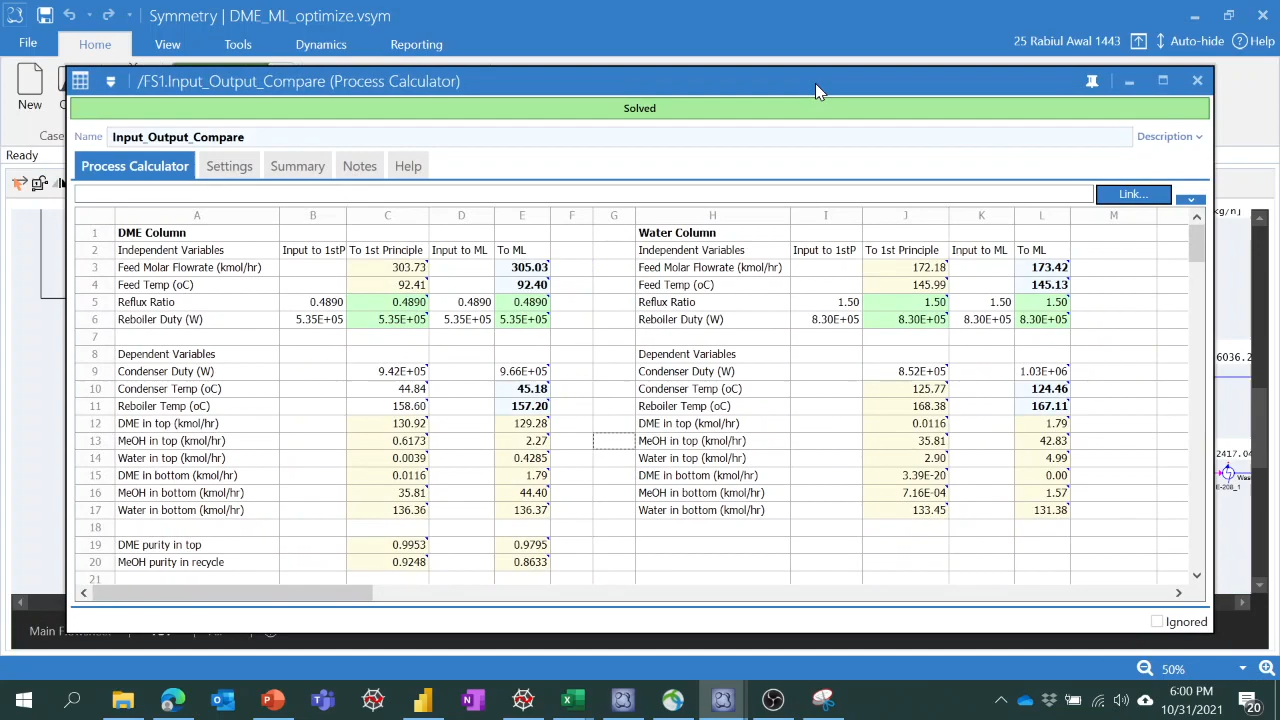 Symmetry | DME_ML_optimize.vsym
File Home View Tools Dynamics Reporting 25 Rabiul Awal 1443 Auto-hide Help
New
Case
Ready
/FS1.Input_Output_Compare (Process Calculator)
Solved
Name Input_Output_Compare Description
Process Calculator Settings Summary Notes Help
Link...
A B C D E F G H I J K L M
1 DME Column Water Column
2 Independent Variables Input to 1stP To 1st Principle Input to ML To ML Independent Variables Input to 1stP To 1st Principle Input to ML To ML
3 Feed Molar Flowrate (kmol/hr) 303.73 305.03 Feed Molar Flowrate (kmol/hr) 172.18 173.42
4 Feed Temp (oC) 92.41 92.40 Feed Temp (oC) 145.99 145.13
5 Reflux Ratio 0.4890 0.4890 0.4890 0.4890 Reflux Ratio 1.50 1.50 1.50 1.50
6 Reboiler Duty (W) 5.35E+05 5.35E+05 5.35E+05 5.35E+05 Reboiler Duty (W) 8.30E+05 8.30E+05 8.30E+05 8.30E+05
7
8 Dependent Variables Dependent Variables
9 Condenser Duty (W) 9.42E+05 9.66E+05 Condenser Duty (W) 8.52E+05 1.03E+06
10 Condenser Temp (oC) 44.84 45.18 Condenser Temp (oC) 125.77 124.46
11 Reboiler Temp (oC) 158.60 157.20 Reboiler Temp (oC) 168.38 167.11
12 DME in top (kmol/hr) 130.92 129.28 DME in top (kmol/hr) 0.0116 1.79
13 MeOH in top (kmol/hr) 0.6173 2.27 MeOH in top (kmol/hr) 35.81 42.83
14 Water in top (kmol/hr) 0.0039 0.4285 Water in top (kmol/hr) 2.90 4.99
15 DME in bottom (kmol/hr) 0.0116 1.79 DME in bottom (kmol/hr) 3.39E-20 0.00
16 MeOH in bottom (kmol/hr) 35.81 44.40 MeOH in bottom (kmol/hr) 7.16E-04 1.57
17 Water in bottom (kmol/hr) 136.36 136.37 Water in bottom (kmol/hr) 133.45 131.38
18
19 DME purity in top 0.9953 0.9795
20 MeOH purity in recycle 0.9248 0.8633
21
Ignored
kg/h]
6036.2
2417.04
E-208_1
Main
50%
6:00 PM
10/31/2021
20